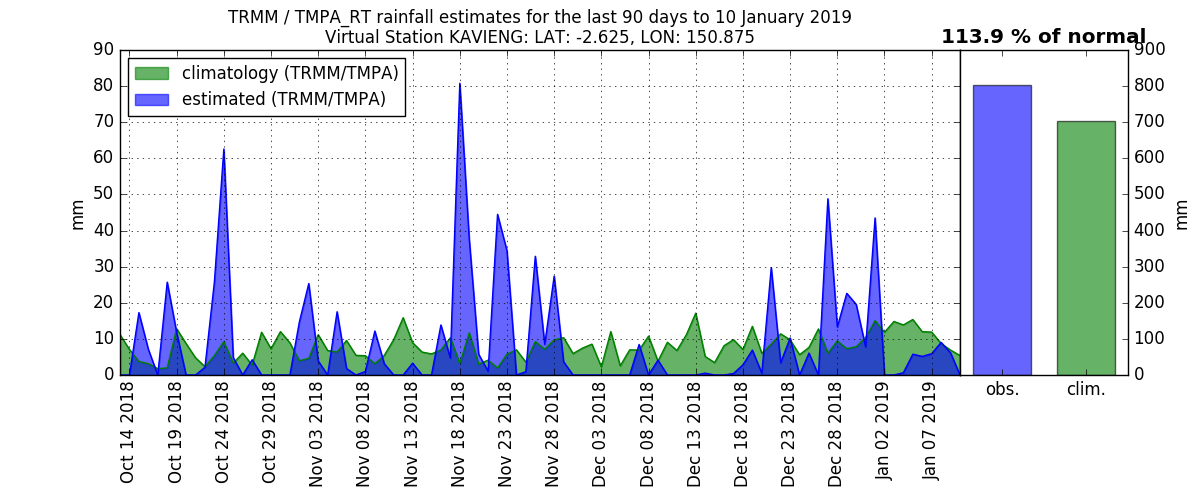 TRMM / TMPA_RT rainfall estimates for the last 90 days to 10 January 2019
Virtual Station KAVIENG: LAT: -2.625, LON: 150.875
113.9 % of normal
climatology (TRMM/TMPA)
estimated (TRMM/TMPA)
mm
90
80
70
60
50
40
30
20
10
0
Oct 14 2018
Oct 19 2018
Oct 24 2018
Oct 29 2018
Nov 03 2018
Nov 08 2018
Nov 13 2018
Nov 18 2018
Nov 23 2018
Nov 28 2018
Dec 03 2018
Dec 08 2018
Dec 13 2018
Dec 18 2018
Dec 23 2018
Dec 28 2018
Jan 02 2019
Jan 07 2019
obs.
clim.
900
800
700
600
500
400
300
200
100
0
mm